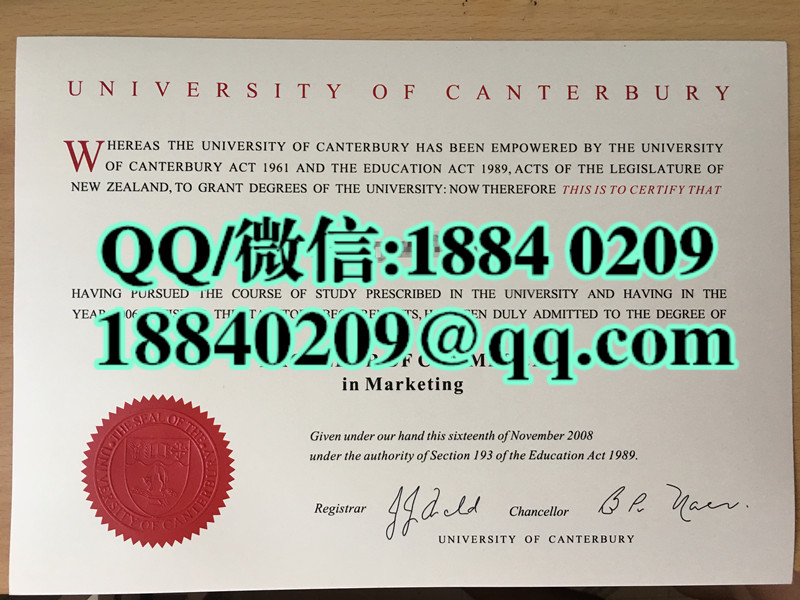 UNIVERSITY OF CANTERBURY
WHEREAS THE UNIVERSITY OF CANTERBURY HAS BEEN EMPOWERED BY THE UNIVERSITY
OF CANTERBURY ACT 1961 AND THE EDUCATION ACT 1989, ACTS OF THE LEGISLATURE OF
NEW ZEALAND, TO GRANT DEGREES OF THE UNIVERSITY: NOW THEREFORE THIS IS TO CERTIFY THAT
QQ/微信:1884 0209
HAVING PURSUED THE COURSE OF STUDY PRESCRIBED IN THE UNIVERSITY AND HAVING IN THE
YEAR DULY ADMITTED TO THE DEGREE OF
18840209@qq.com
in Marketing
Given under our hand this sixteenth of November 2008
under the authority of Section 193 of the Education Act 1989.
Registrar Chancellor
UNIVERSITY OF CANTERBURY
THE SEAL OF THE